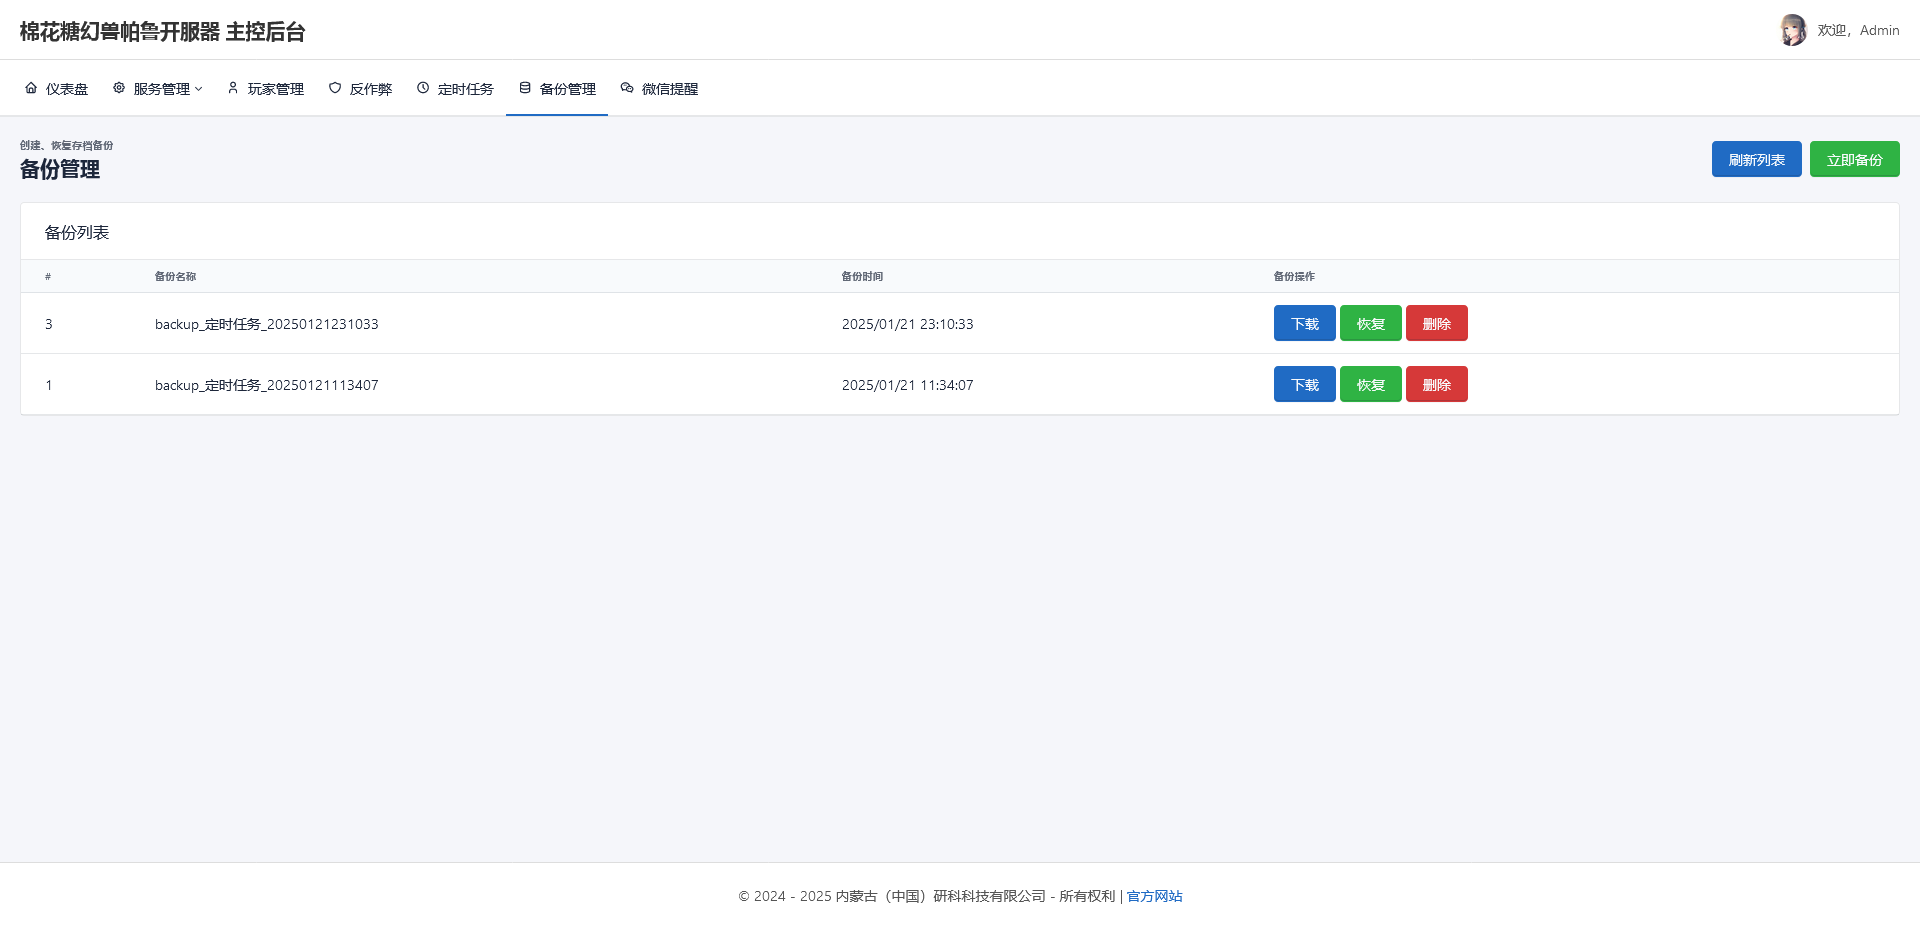 棉花糖幻兽帕鲁开服器 主控后台
欢迎，Admin
仪表盘 服务管理 玩家管理 反作弊 定时任务 备份管理 微信提醒
创建、恢复存档备份
备份管理
刷新列表 立即备份
备份列表
# 备份名称 备份时间 备份操作
3 backup_定时任务_20250121231033 2025/01/21 23:10:33 下载 恢复 删除
1 backup_定时任务_20250121113407 2025/01/21 11:34:07 下载 恢复 删除
© 2024 - 2025 内蒙古（中国）研科科技有限公司 - 所有权利 | 官方网站